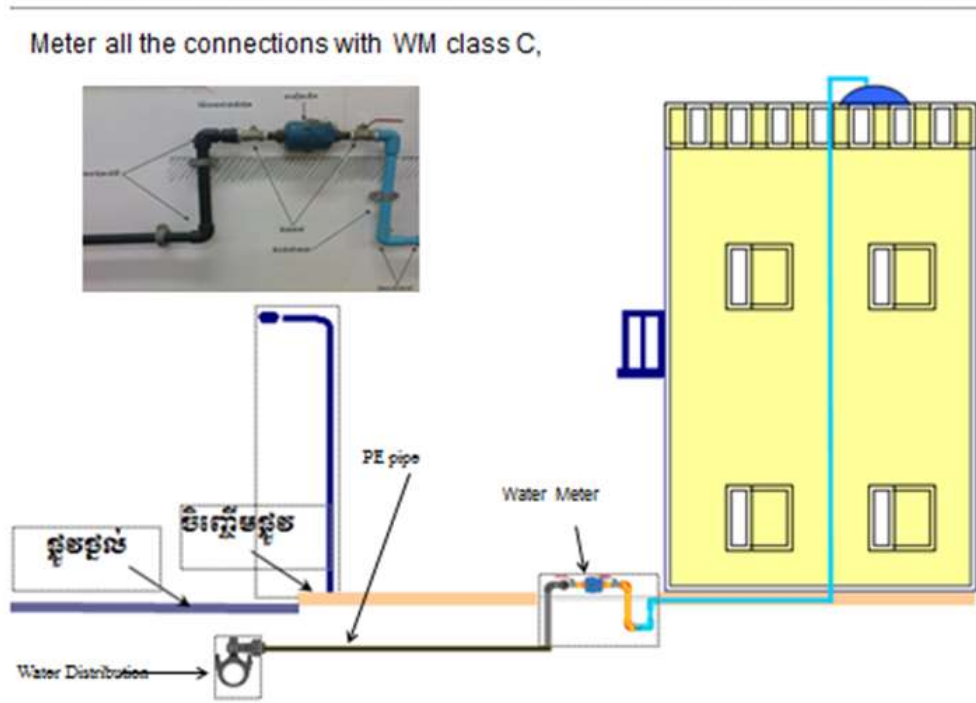 Meter all the connections with WM class C,
PE pipe
Water Meter
ចិញ្ចើមផ្លូវ
ផ្លូវថ្នល់
Water Distribution